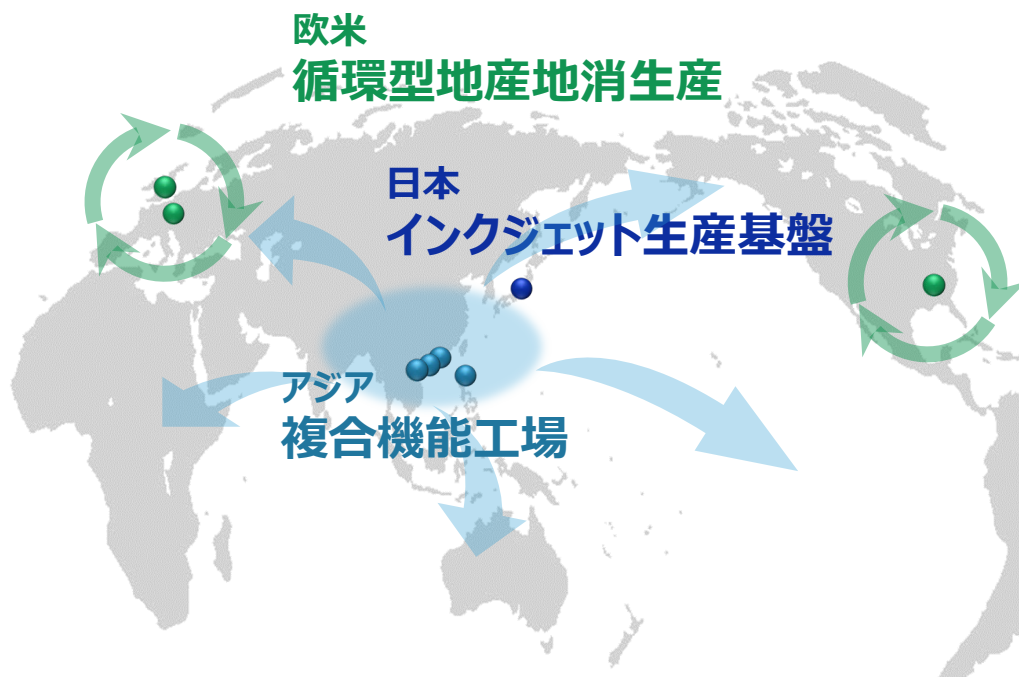 欧米
循環型地産地消生産
日本
インクジェット生産基盤
アジア
複合機能工場